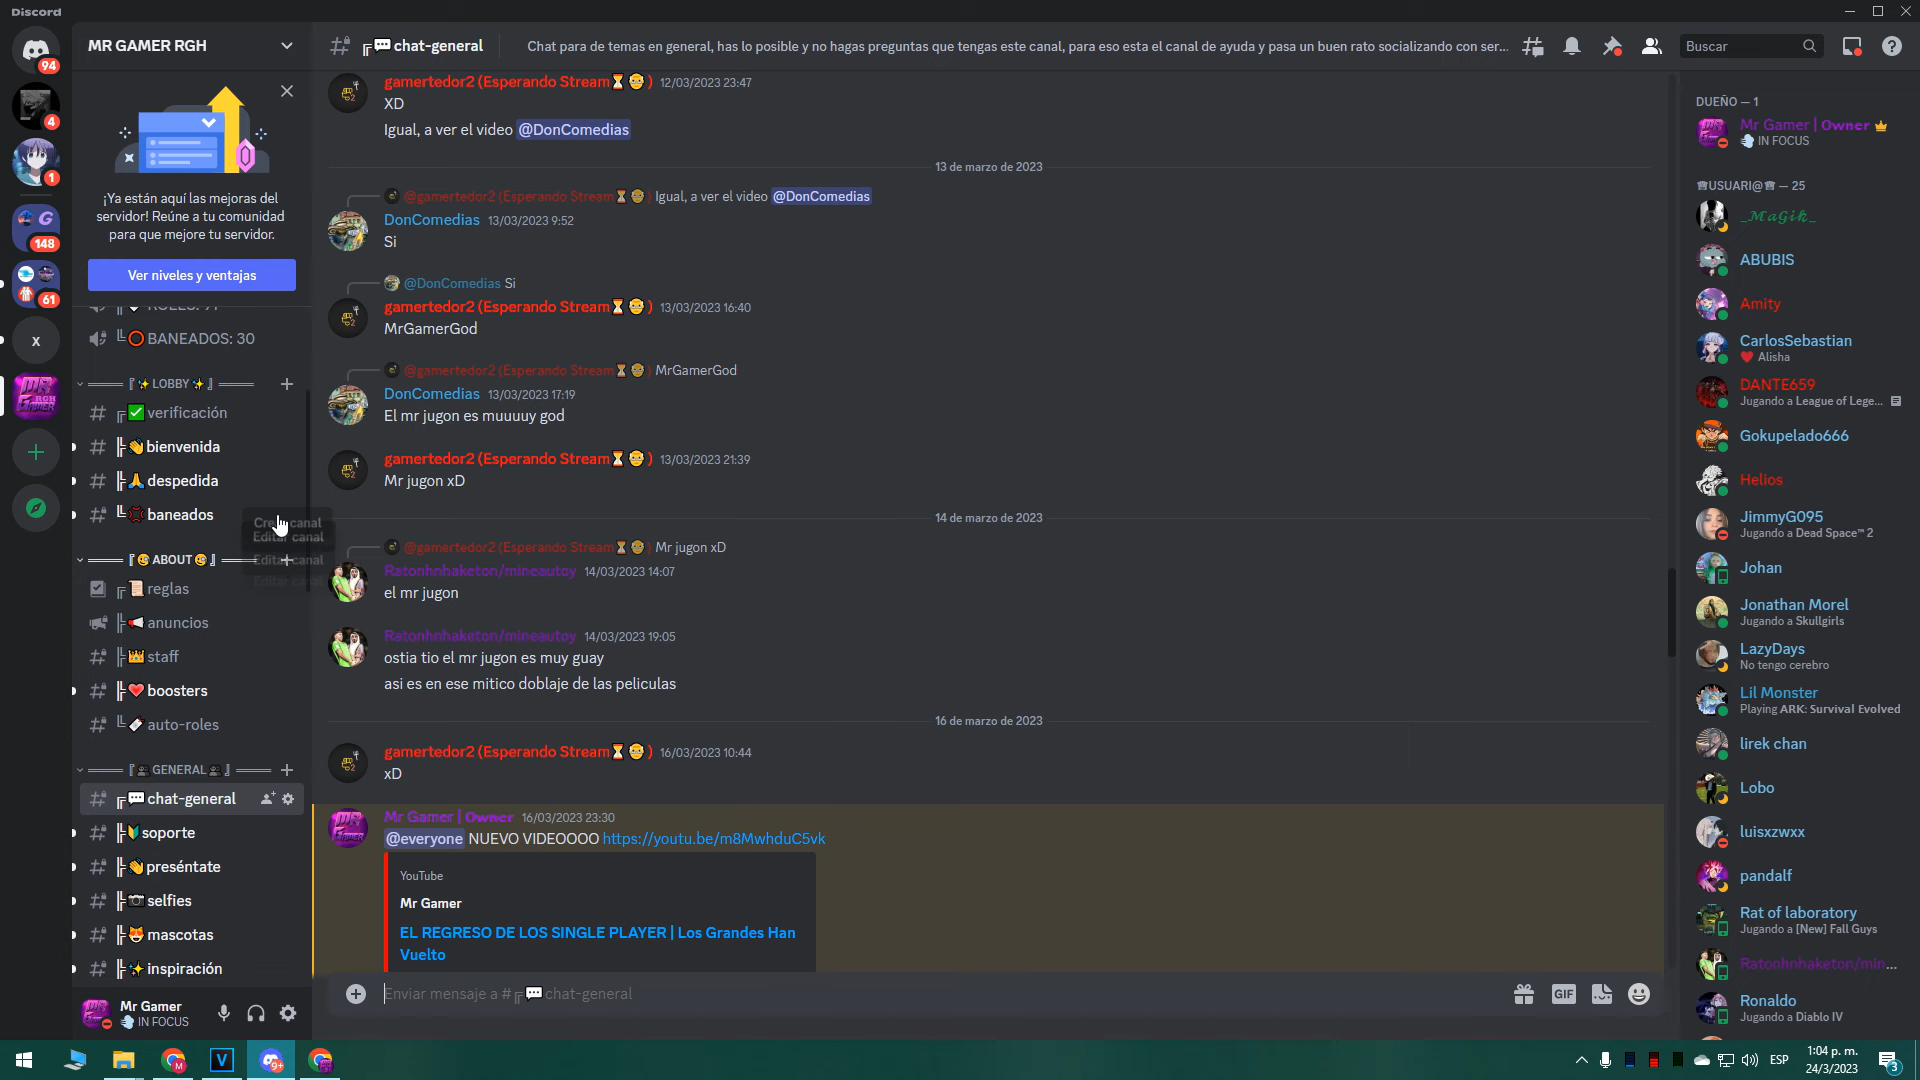 Discord
94
4
1
148
61
x
MR GAMER RGH
¡Ya están aquí las mejoras del
servidor! Reúne a tu comunidad
para que mejore tu servidor.
Ver niveles y ventajas
BANEADOS: 30
LOBBY
verificación
bienvenida
despedida
baneados
Editar canal
Editar canal
Editar canal
ABOUT
reglas
anuncios
staff
boosters
auto-roles
GENERAL
chat-general
soporte
preséntate
selfies
mascotas
inspiración
Mr Gamer
IN FOCUS
chat-general
Chat para de temas en general, has lo posible y no hagas preguntas que tengas este canal, para eso esta el canal de ayuda y pasa un buen rato socializando con ser...
Buscar
gamertedor2 (Esperando Stream⌛🤓) 12/03/2023 23:47
XD
Igual, a ver el video @DonComedias
13 de marzo de 2023
@gamertedor2 (Esperando Stream⌛🤓) Igual, a ver el video @DonComedias
DonComedias 13/03/2023 9:52
Si
@DonComedias Si
gamertedor2 (Esperando Stream⌛🤓) 13/03/2023 16:40
MrGamerGod
@gamertedor2 (Esperando Stream⌛🤓) MrGamerGod
DonComedias 13/03/2023 17:19
El mr jugon es muuuuy god
gamertedor2 (Esperando Stream⌛🤓) 13/03/2023 21:39
Mr jugon xD
14 de marzo de 2023
@gamertedor2 (Esperando Stream⌛🤓) Mr jugon xD
Ratonhnhaketon/mineautoy 14/03/2023 14:07
el mr jugon
Ratonhnhaketon/mineautoy 14/03/2023 19:05
ostia tio el mr jugon es muy guay
asi es en ese mitico doblaje de las peliculas
16 de marzo de 2023
gamertedor2 (Esperando Stream⌛🤓) 16/03/2023 10:44
xD
Mr Gamer | Owner 16/03/2023 23:30
@everyone NUEVO VIDEOOOO https://youtu.be/m8MwhduC5vk
YouTube
Mr Gamer
EL REGRESO DE LOS SINGLE PLAYER | Los Grandes Han
Vuelto
Enviar mensaje a #chat-general
GIF
DUEÑO — 1
Mr Gamer | Owner
IN FOCUS
USUARI@ — 25
_MaGik_
ABUBIS
Amity
CarlosSebastian
Alisha
DANTE659
Jugando a League of Lege...
Gokupelado666
Helios
JimmyG095
Jugando a Dead Space™ 2
Johan
Jonathan Morel
Jugando a Skullgirls
LazyDays
No tengo cerebro
Lil Monster
Playing ARK: Survival Evolved
lirek chan
Lobo
luisxzwxx
pandalf
Rat of laboratory
Jugando a [New] Fall Guys
Ratonhnhaketon/min...
Ronaldo
Jugando a Diablo IV
ESP
1:04 p. m.
24/3/2023
3